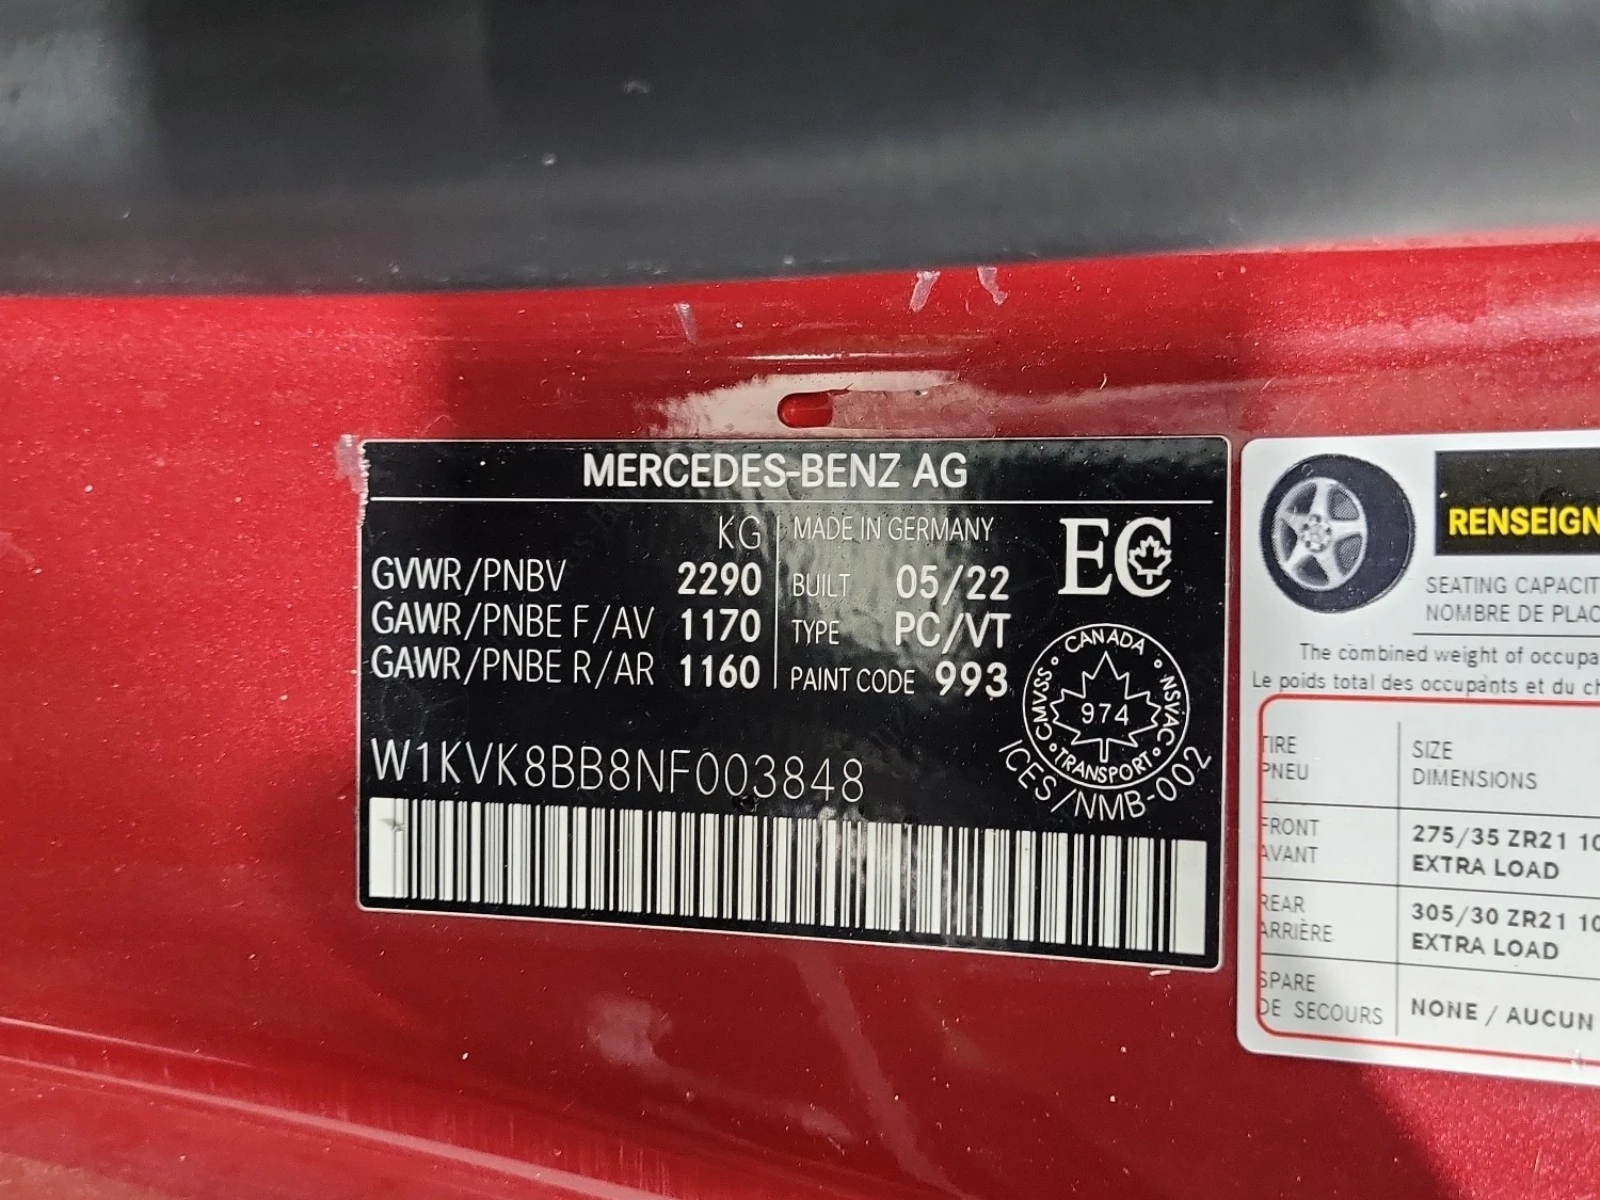 MERCEDES-BENZ AG
KG
GVWR/PNBV 2290
GAWR/PNBE F/AV 1170
GAWR/PNBE R/AR 1160
MADE IN GERMANY
BUILT 05/22
TYPE PC/VT
PAINT CODE 993
EC
CANADA
CMVSS • NSVAC
974
TRANSPORT
ICES/NMB-002
W1KVK8BB8NF003848
RENSEIGN
SEATING CAPACIT
NOMBRE DE PLAC
The combined weight of occupa
Le poids total des occupants et du ch
TIRE
PNEU
SIZE
DIMENSIONS
FRONT
AVANT
275/35 ZR21 10
EXTRA LOAD
REAR
ARRIÈRE
305/30 ZR21 10
EXTRA LOAD
SPARE
DE SECOURS
NONE / AUCUN